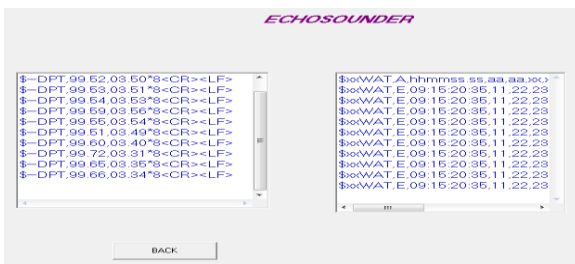 ECHOSOUNDER
$--DPT,99.52,03.50*8<CR><LF>
$--DPT,99.53,03.51*8<CR><LF>
$--DPT,99.54,03.53*8<CR><LF>
$--DPT,99.59,03.56*8<CR><LF>
$--DPT,99.55,03.54*8<CR><LF>
$--DPT,99.51,03.49*8<CR><LF>
$--DPT,99.60,03.40*8<CR><LF>
$--DPT,99.72,03.31*8<CR><LF>
$--DPT,99.65,03.35*8<CR><LF>
$--DPT,99.66,03.34*8<CR><LF>
$xxWAT,A,hhmmss.ss,aa,aa,xx,x
$xxWAT,E,09:15:20:35,11,22,23
$xxWAT,E,09:15:20:35,11,22,23
$xxWAT,E,09:15:20:35,11,22,23
$xxWAT,E,09:15:20:35,11,22,23
$xxWAT,E,09:15:20:35,11,22,23
$xxWAT,E,09:15:20:35,11,22,23
$xxWAT,E,09:15:20:35,11,22,23
$xxWAT,E,09:15:20:35,11,22,23
$xxWAT,E,09:15:20:35,11,22,23
$xxWAT,E,09:15:20:35,11,22,23
BACK